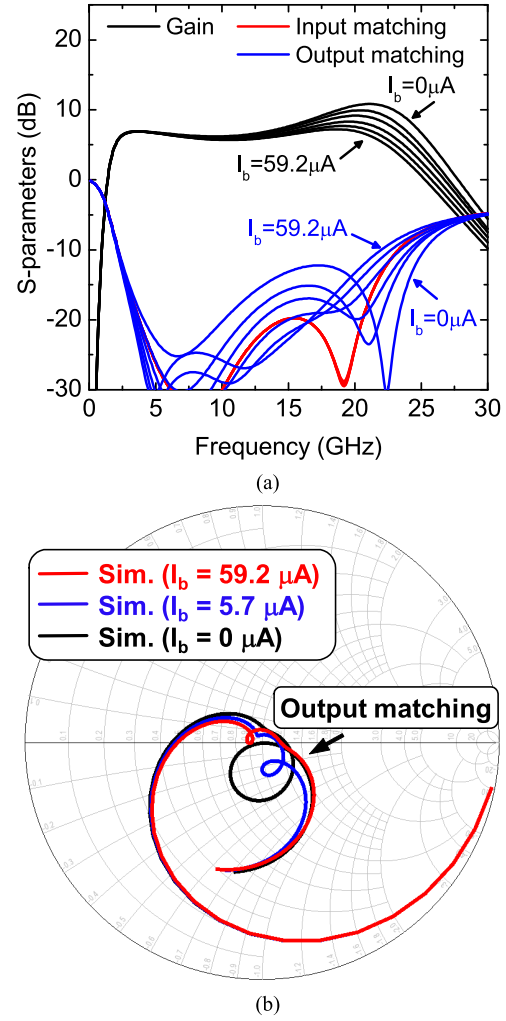 Gain
Input matching
Output matching
I_b=0μA
I_b=59.2μA
I_b=59.2μA
I_b=0μA
S-parameters (dB)
20
10
0
-10
-20
-30
0
5
10
15
20
25
30
Frequency (GHz)
(a)
Sim. (I_b = 59.2 μA)
Sim. (I_b = 5.7 μA)
Sim. (I_b = 0 μA)
Output matching
(b)